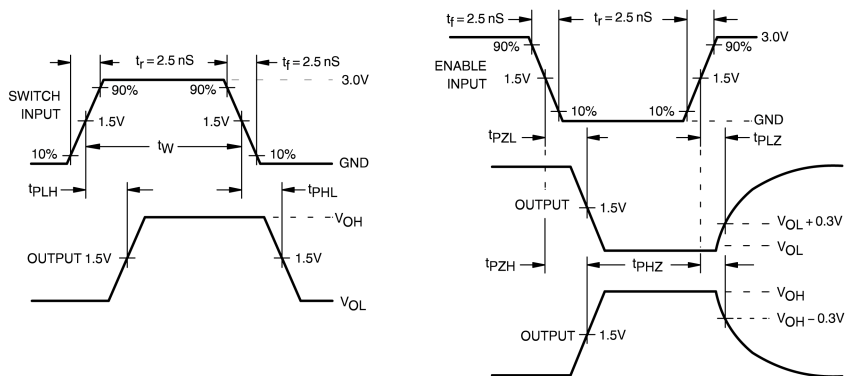 tr= 2.5 nS
tf= 2.5 nS
3.0V
90%
90%
SWITCH
INPUT
1.5V
1.5V
tW
10%
10%
GND
tPLH
tPHL
VOH
OUTPUT 1.5V
1.5V
VOL
tf= 2.5 nS
tr= 2.5 nS
3.0V
90%
90%
ENABLE
INPUT
1.5V
1.5V
10%
10%
GND
tPZL
tPLZ
OUTPUT
1.5V
VOL + 0.3V
VOL
tPZH
tPHZ
VOH
VOH – 0.3V
OUTPUT
1.5V